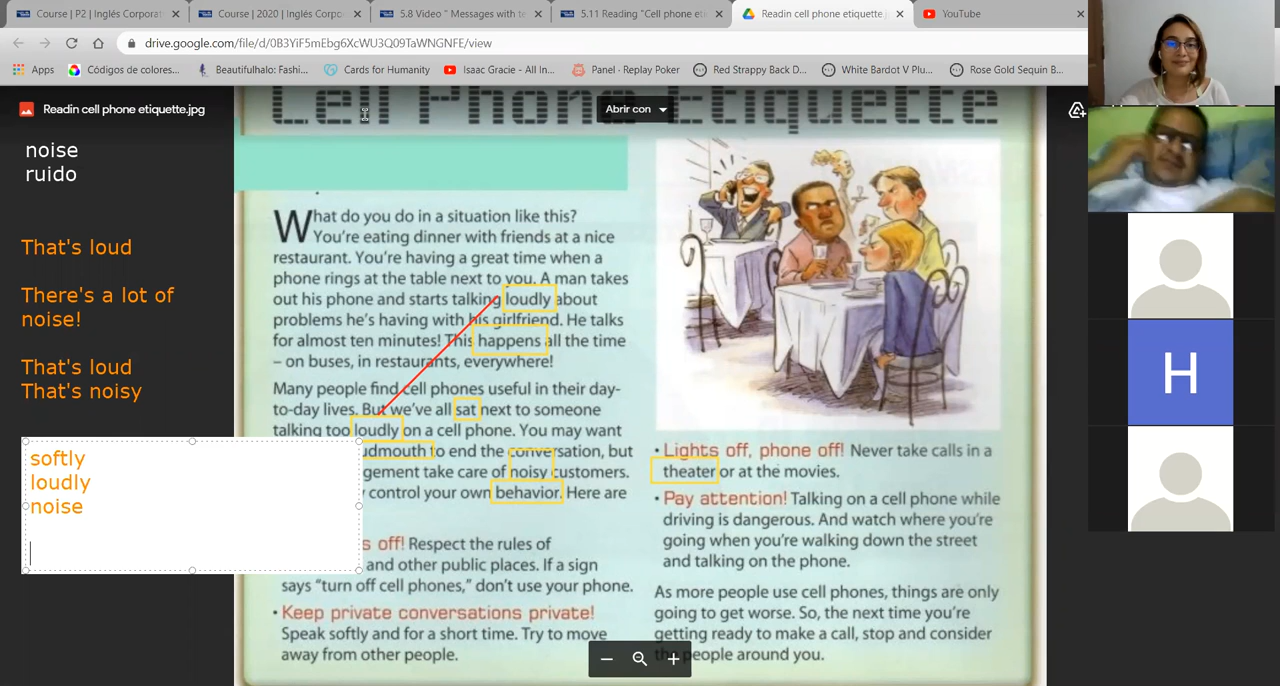 Course | P2 | Inglés Corporat
Course | 2020 | Inglés Corpo
5.8 Video " Messages with te
5.11 Reading "Cell phone eti
Readin cell phone etiquette.j
YouTube
drive.google.com/file/d/0B3YiF5mEbg6XcWU3Q09TaWNGNFE/view
Apps
Códigos de colores...
Beautifulhalo: Fashi...
Cards for Humanity
Isaac Gracie - All In...
Panel · Replay Poker
Red Strappy Back D...
White Bardot V Plu...
Rose Gold Sequin B...
Readin cell phone etiquette.jpg
Abrir con
Cell Phone Etiquette
noise
ruido
That's loud
There's a lot of
noise!
That's loud
That's noisy
softly
loudly
noise
What do you do in a situation like this?
You're eating dinner with friends at a nice
restaurant. You're having a great time when a
phone rings at the table next to you. A man takes
out his phone and starts talking loudly about
problems he's having with his girlfriend. He talks
for almost ten minutes! This happens all the time
– on buses, in restaurants, everywhere!
Many people find cell phones useful in their day-
to-day lives. But we've all sat next to someone
talking too loudly on a cell phone. You may want
udmouth to end the conversation, but
gement take care of noisy customers.
control your own behavior. Here are
s off! Respect the rules of
and other public places. If a sign
says "turn off cell phones," don't use your phone.
• Keep private conversations private!
Speak softly and for a short time. Try to move
away from other people.
• Lights off, phone off! Never take calls in a
theater or at the movies.
• Pay attention! Talking on a cell phone while
driving is dangerous. And watch where you're
going when you're walking down the street
and talking on the phone.
As more people use cell phones, things are only
going to get worse. So, the next time you're
getting ready to make a call, stop and consider
the people around you.
H